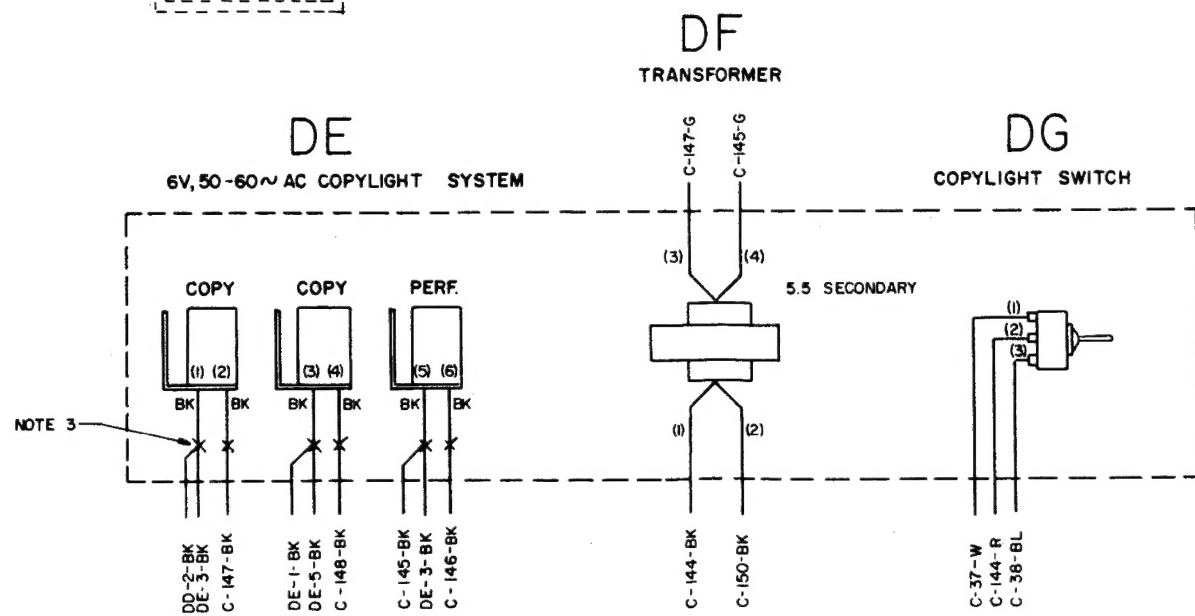 DF
TRANSFORMER
C-147-G
C-145-G
DE
6V, 50-60~ AC COPYLIGHT SYSTEM
DG
COPYLIGHT SWITCH
(3)
(4)
5.5 SECONDARY
COPY
COPY
PERF.
(1) (2)
(3) (4)
(5) (6)
BK
BK
BK
BK
BK
BK
NOTE 3
(1)
(2)
(1)
(2)
(3)
DD-2-BK
DE-3-BK
C-147-BK
DE-1-BK
DE-5-BK
C-148-BK
C-145-BK
DE-3-BK
C-146-BK
C-144-BK
C-150-BK
C-37-W
C-144-R
C-38-BL